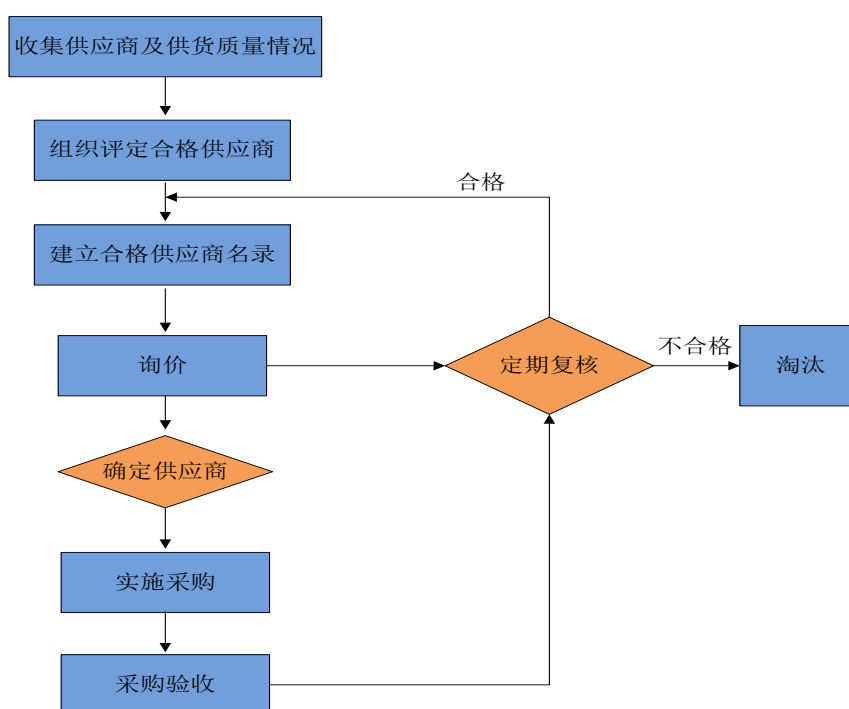 收集供应商及供货质量情况
组织评定合格供应商
合格
建立合格供应商名录
询价
定期复核
不合格
淘汰
确定供应商
实施采购
采购验收